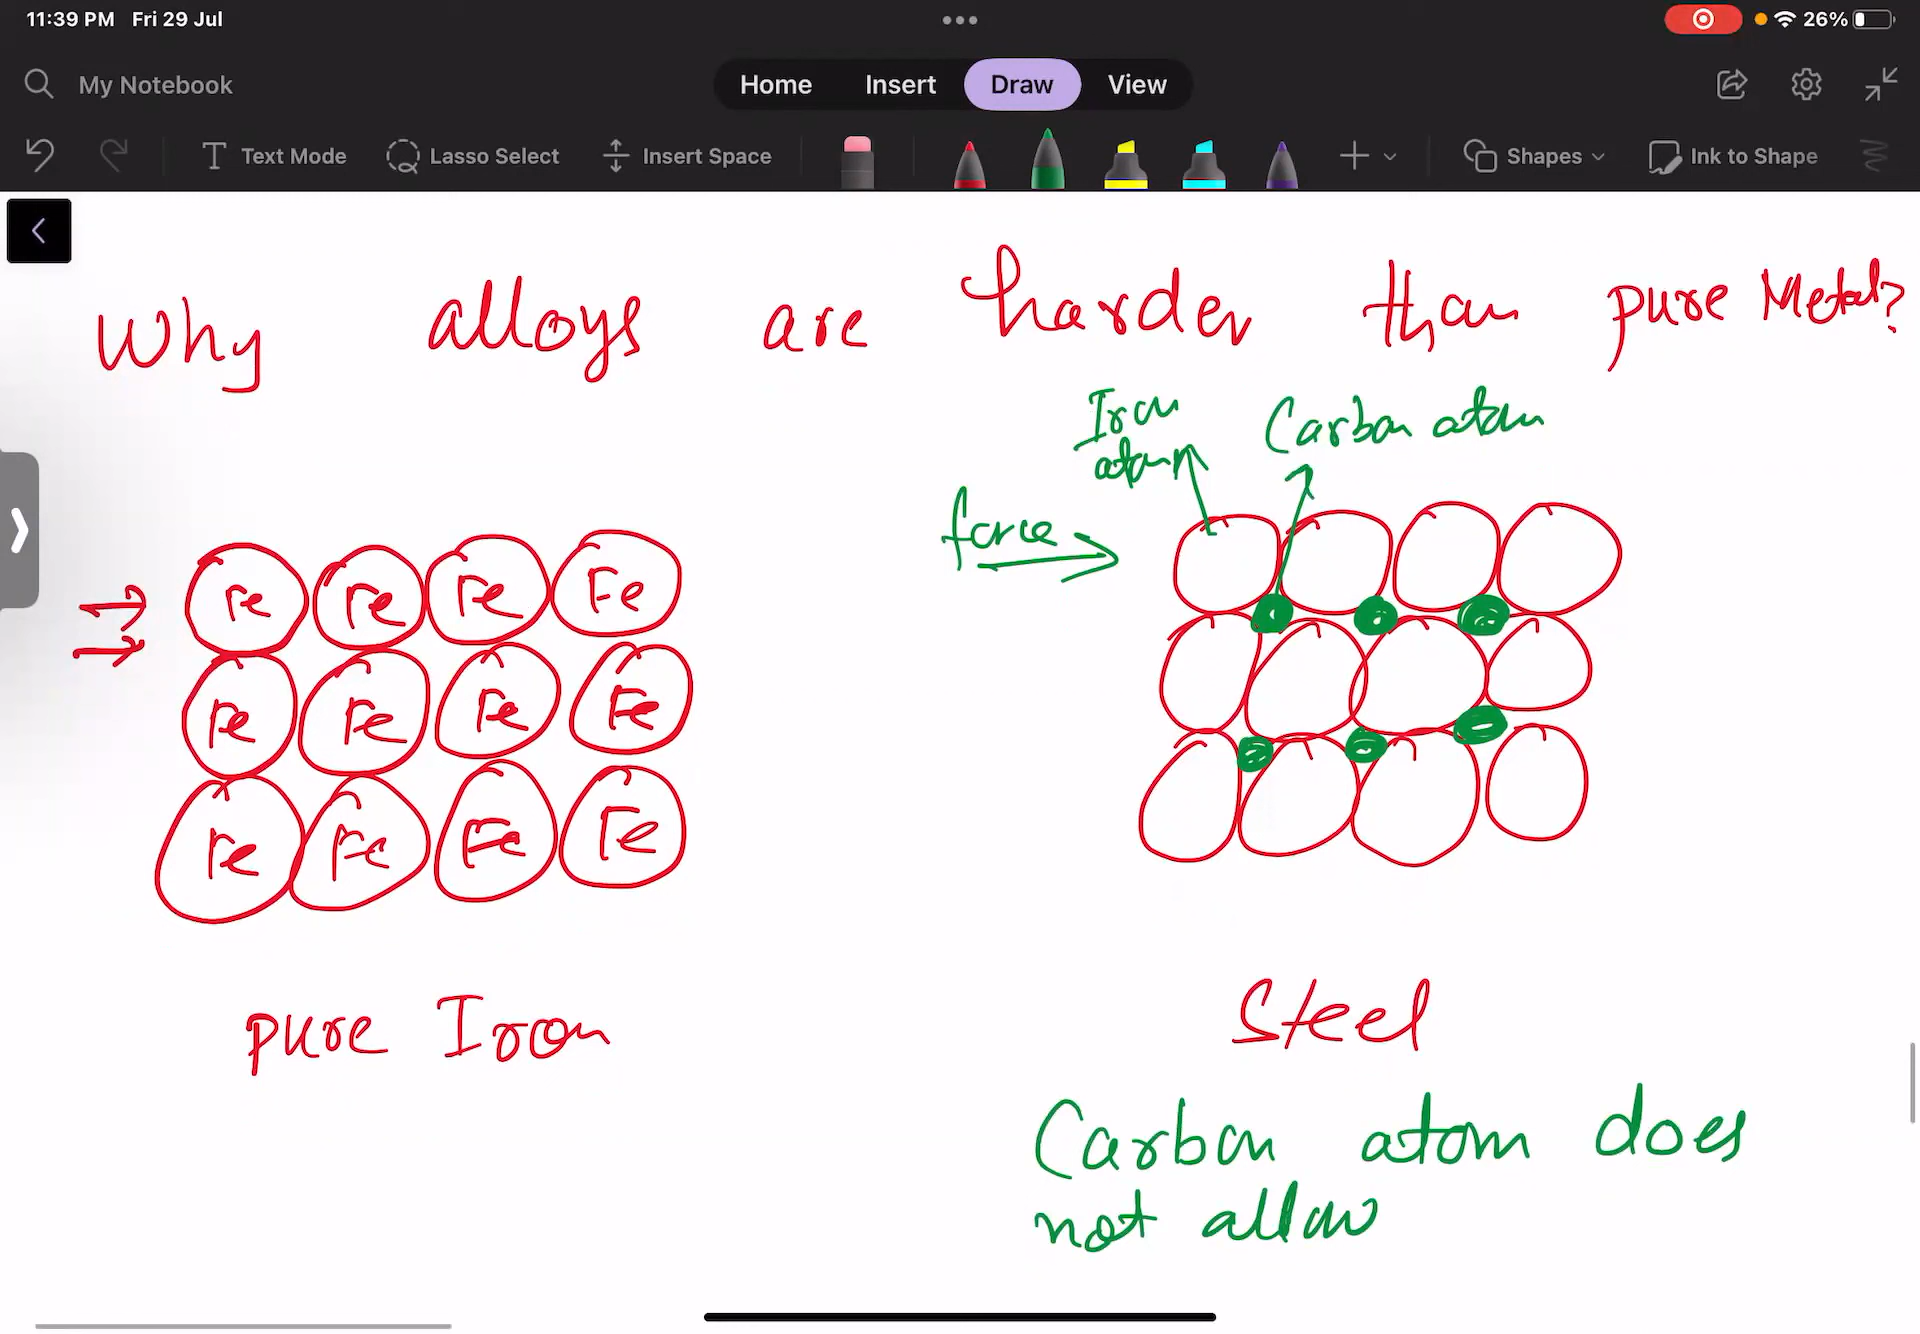 11:39 PM Fri 29 Jul
26%
My Notebook
Home Insert Draw View
Text Mode Lasso Select Insert Space Shapes Ink to Shape
Why alloys are harder than pure Metal?
Iron
atom
Carbon atom
force
Fe Fe Fe Fe
Fe Fe Fe Fe
Fe Fe Fe Fe
pure Iron
Steel
Carbon atom does
not allow